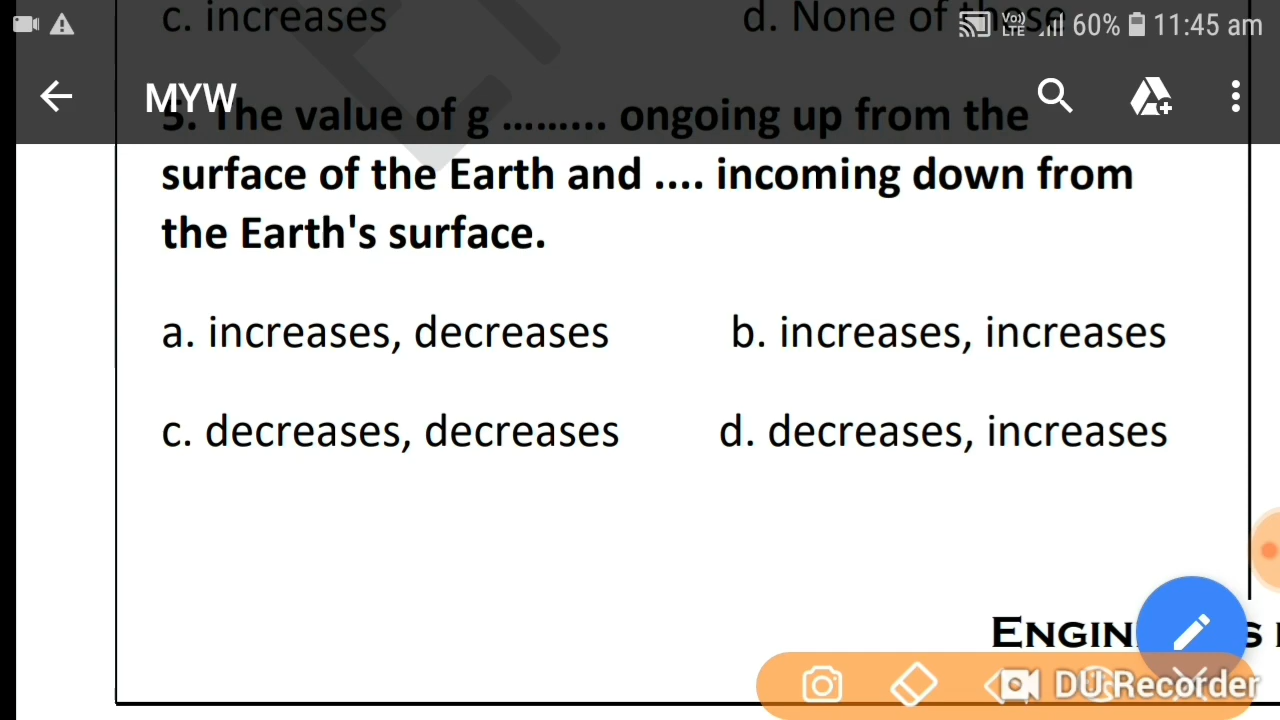 c. increases d. None of these
60% 11:45 am
MYW
5. The value of g ......... ongoing up from the
surface of the Earth and .... incoming down from
the Earth's surface.
a. increases, decreases b. increases, increases
c. decreases, decreases d. decreases, increases
DU Recorder